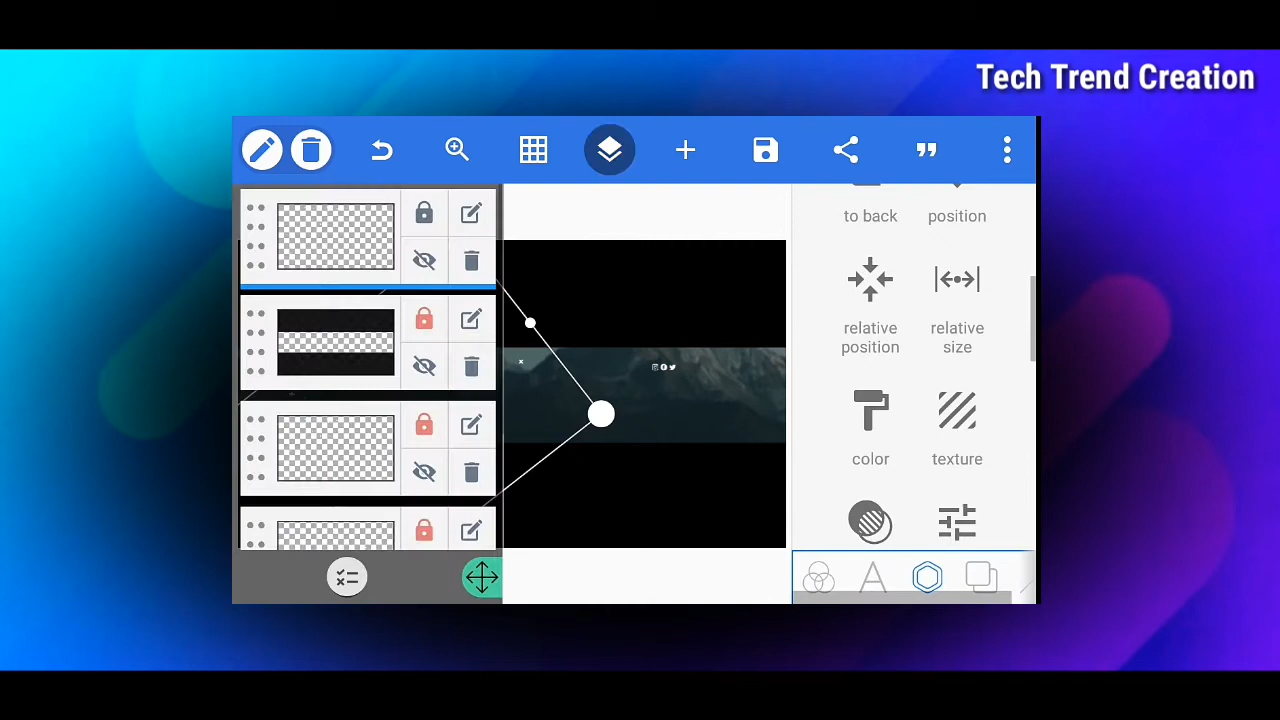 Tech Trend Creation
to back
position
relative
position
relative
size
color
texture